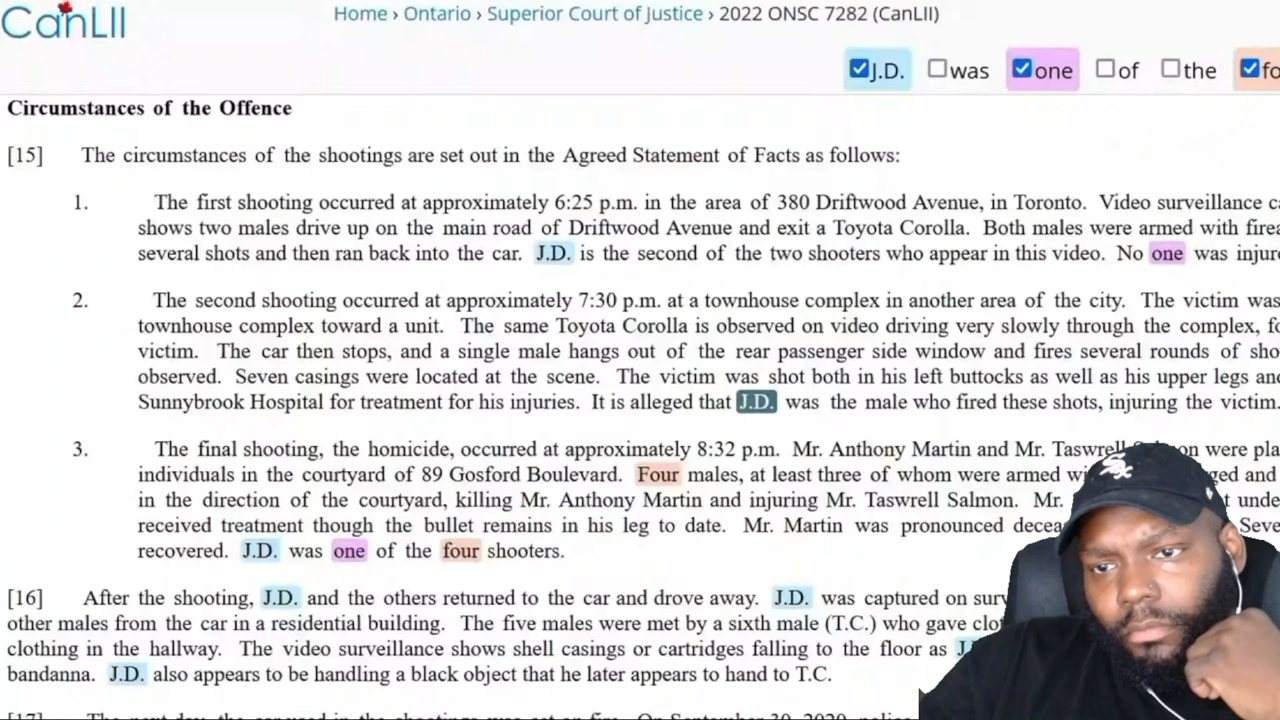 CanLII
Home › Ontario › Superior Court of Justice › 2022 ONSC 7282 (CanLII)
J.D. was one of the fo
Circumstances of the Offence
[15] The circumstances of the shootings are set out in the Agreed Statement of Facts as follows:
1. The first shooting occurred at approximately 6:25 p.m. in the area of 380 Driftwood Avenue, in Toronto. Video surveillance
shows two males drive up on the main road of Driftwood Avenue and exit a Toyota Corolla. Both males were armed with
several shots and then ran back into the car. J.D. is the second of the two shooters who appear in this video. No one was
2. The second shooting occurred at approximately 7:30 p.m. at a townhouse complex in another area of the city. The victim was
townhouse complex toward a unit. The same Toyota Corolla is observed on video driving very slowly through the complex,
victim. The car then stops, and a single male hangs out of the rear passenger side window and fires several rounds of
observed. Seven casings were located at the scene. The victim was shot both in his left buttocks as well as his upper legs
Sunnybrook Hospital for treatment for his injuries. It is alleged that J.D. was the male who fired these shots, injuring the victim.
3. The final shooting, the homicide, occurred at approximately 8:32 p.m. Mr. Anthony Martin and Mr. Taswrell were
individuals in the courtyard of 89 Gosford Boulevard. Four males, at least three of whom were armed and
in the direction of the courtyard, killing Mr. Anthony Martin and injuring Mr. Taswrell Salmon. Mr.
received treatment though the bullet remains in his leg to date. Mr. Martin was pronounced
recovered. J.D. was one of the four shooters.
[16] After the shooting, J.D. and the others returned to the car and drove away. J.D. was captured on
other males from the car in a residential building. The five males were met by a sixth male (T.C.) who gave
clothing in the hallway. The video surveillance shows shell casings or cartridges falling to the floor as
bandanna. J.D. also appears to be handling a black object that he later appears to hand to T.C.